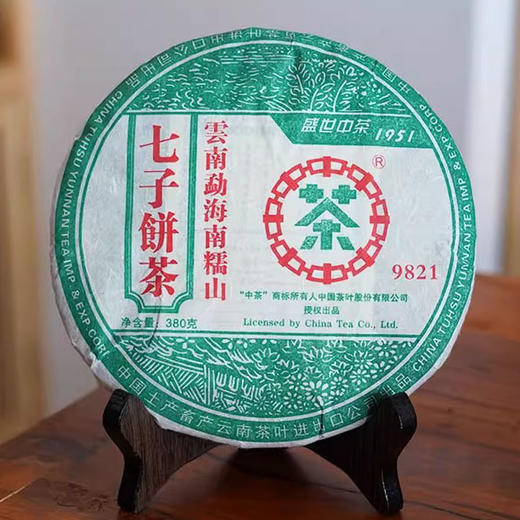 盛世中茶
1951
七子餅茶
雲南勐海南糯山
茶
®
9821
净含量：380克
“中茶”商标所有人中国茶叶股份有限公司
授权出品
Licensed by China Tea Co., Ltd.
中国土产畜产云南茶叶进出口公司出品
CHINA TUHSU YUNNAN TEA IMP. & EXP CORP